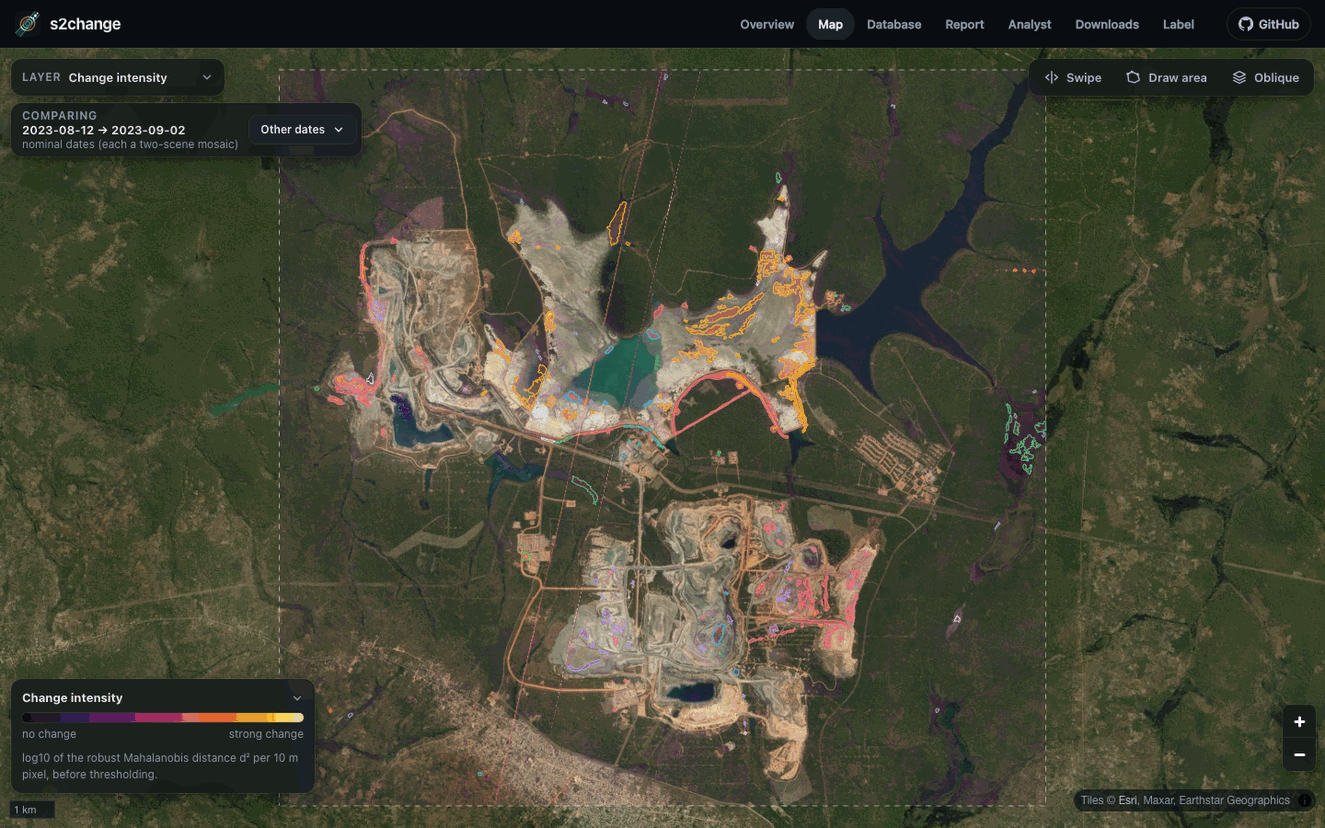 s2change
Overview Map Database Report Analyst Downloads Label GitHub
LAYER Change intensity
Swipe Draw area Oblique
COMPARING
2023-08-12 → 2023-09-02
nominal dates (each a two-scene mosaic)
Other dates
Change intensity
no change strong change
log10 of the robust Mahalanobis distance d² per 10 m
pixel, before thresholding.
1 km
+
−
Tiles © Esri, Maxar, Earthstar Geographics